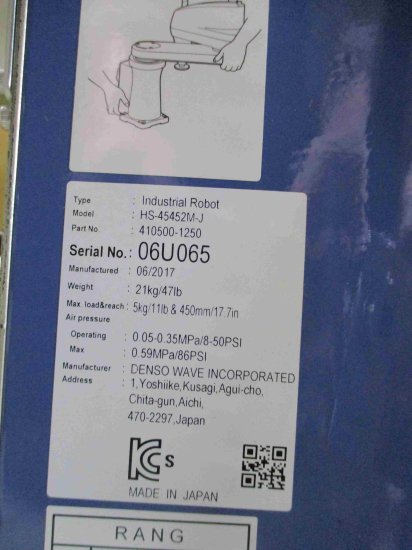 Type : Industrial Robot
Model : HS-45452M-J
Part No. : 410500-1250
Serial No. : 06U065
Manufactured : 06/2017
Weight : 21kg/47lb
Max. load&reach : 5kg/11lb & 450mm/17.7in
Air pressure
Operating : 0.05-0.35MPa/8-50PSI
Max : 0.59MPa/86PSI
Manufacturer : DENSO WAVE INCORPORATED
Address : 1,Yoshiike,Kusagi,Agui-cho,
Chita-gun,Aichi,
470-2297,Japan
KC s
MADE IN JAPAN
RANG